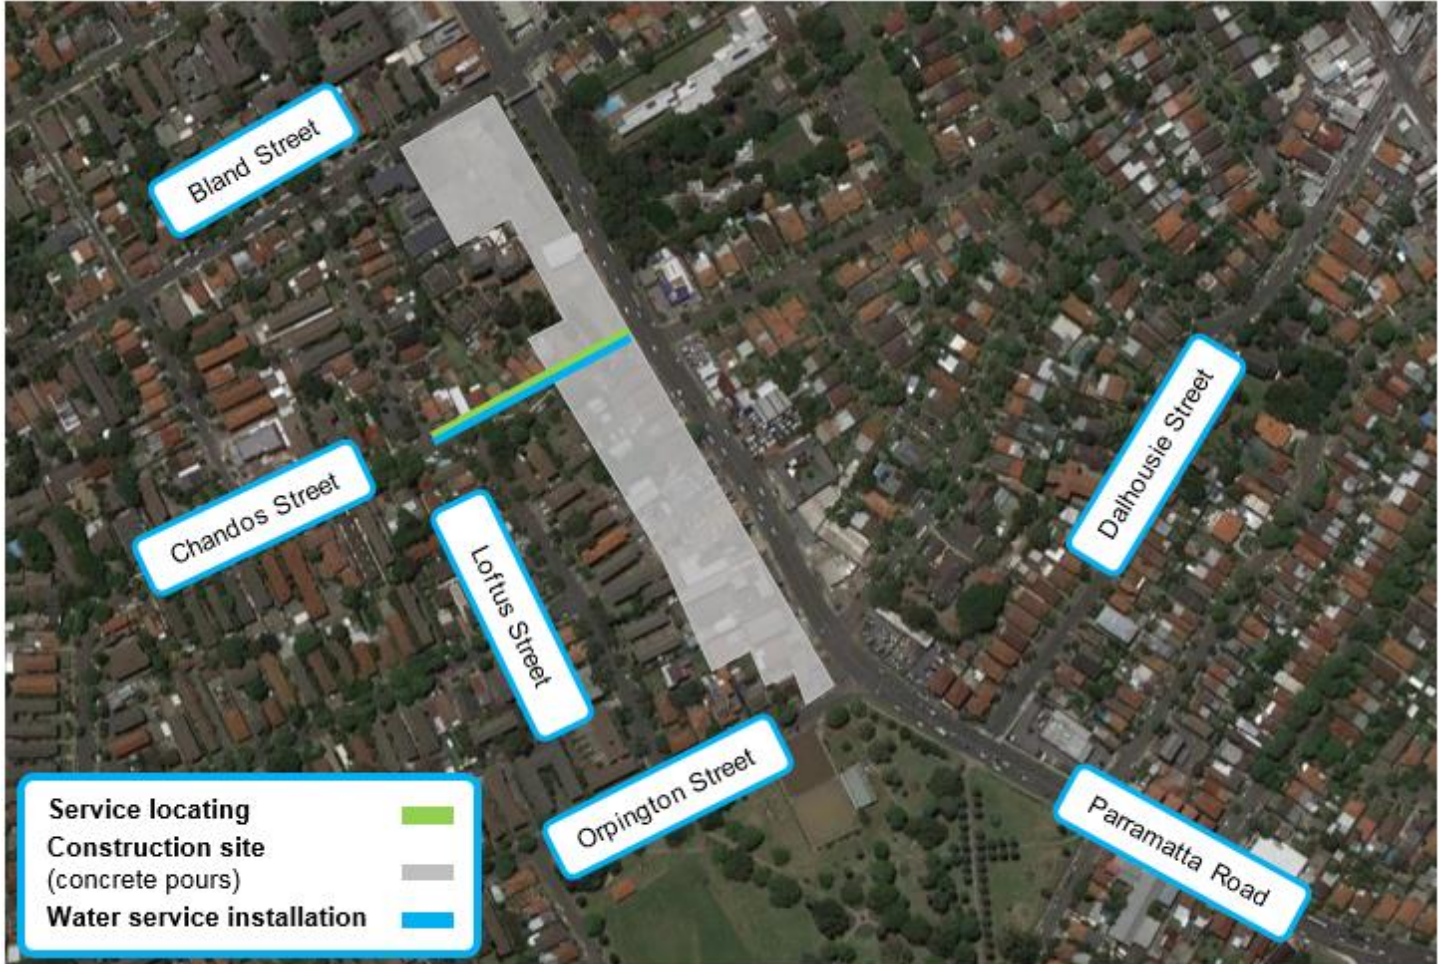 Bland Street
Chandos Street
Loftus Street
Dalhousie Street
Orpington Street
Parramatta Road
Service locating
Construction site
(concrete pours)
Water service installation